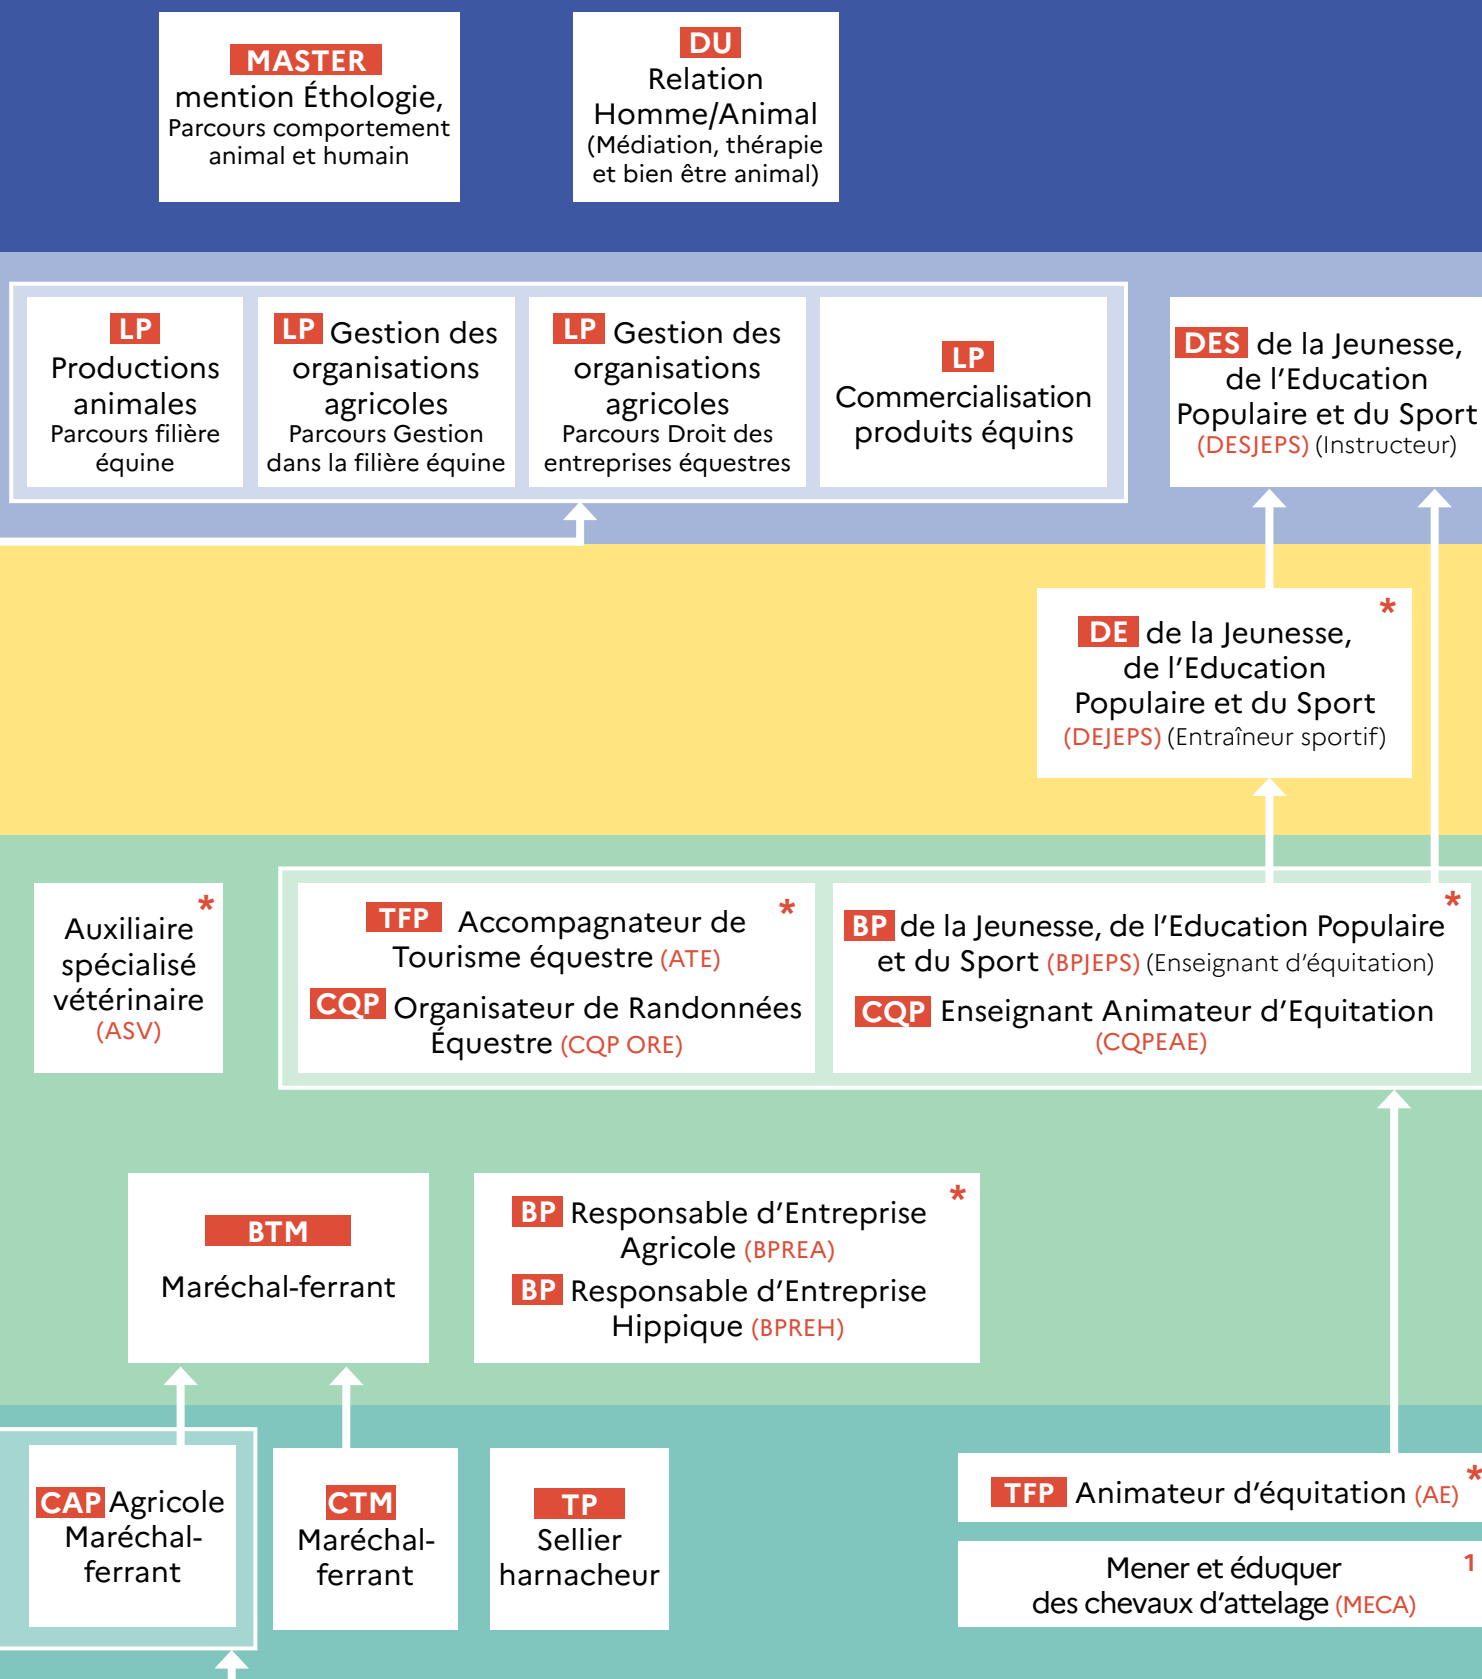 MASTER
mention Éthologie,
Parcours comportement
animal et humain
DU
Relation
Homme/Animal
(Médiation, thérapie
et bien être animal)
LP
Productions
animales
Parcours filière
équine
LP Gestion des
organisations
agricoles
Parcours Gestion
dans la filière équine
LP Gestion des
organisations
agricoles
Parcours Droit des
entreprises équestres
LP
Commercialisation
produits équins
DES de la Jeunesse,
de l'Education
Populaire et du Sport
(DESJEPS) (Instructeur)
*
DE de la Jeunesse,
de l'Education
Populaire et du Sport
(DEJEPS) (Entraîneur sportif)
*
Auxiliaire
spécialisé
vétérinaire
(ASV)
TFP Accompagnateur de *
Tourisme équestre (ATE)
CQP Organisateur de Randonnées
Équestre (CQP ORE)
*
BP de la Jeunesse, de l'Education Populaire
et du Sport (BPJEPS) (Enseignant d'équitation)
CQP Enseignant Animateur d'Equitation
(CQPEAE)
BTM
Maréchal-ferrant
*
BP Responsable d'Entreprise
Agricole (BPREA)
BP Responsable d'Entreprise
Hippique (BPREH)
CAP Agricole
Maréchal-
ferrant
CTM
Maréchal-
ferrant
TP
Sellier
harnacheur
TFP Animateur d'équitation (AE) *
Mener et éduquer 1
des chevaux d'attelage (MECA)